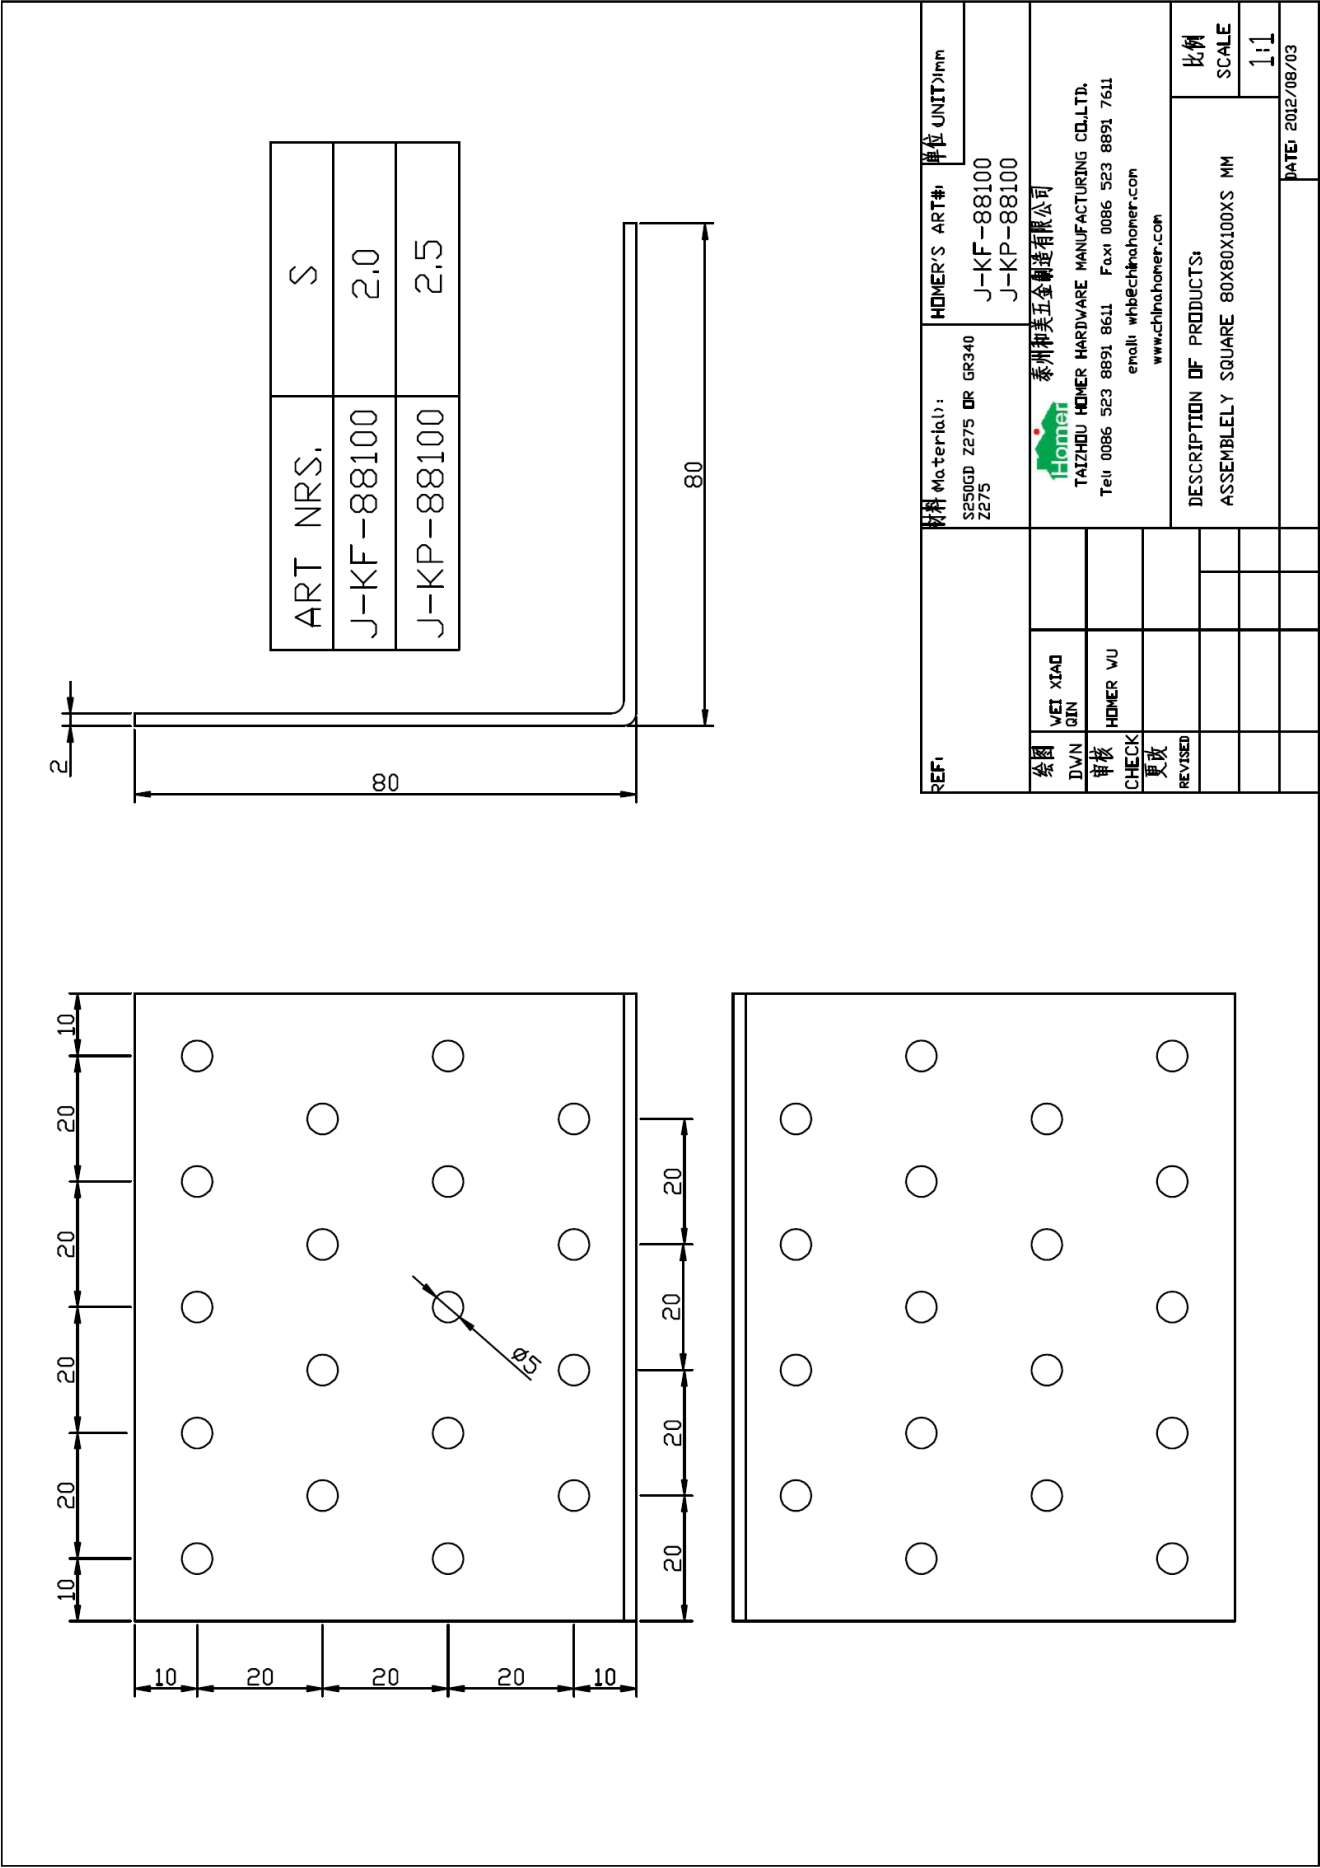 ART NRS. S
J-KF-88100 2.0
J-KP-88100 2.5
2
80
80
10
20
20
20
20
10
10
20
20
20
10
20
20
20
20
ø5
REF:
材料 (Material):
S250GD Z275 OR GR340
Z275
HOMER'S ART#:
J-KF-88100
J-KP-88100
单位 (UNIT):mm
绘图
DWN
WEI XIAO
QIN
审核
CHECK
HOMER WU
更改
REVISED
Homer
泰州和美五金制造有限公司
TAIZHOU HOMER HARDWARE MANUFACTURING CO.,LTD.
Tel: 0086 523 8891 8611 Fax: 0086 523 8891 7611
email: whb@chinahomer.com
www.chinahomer.com
DESCRIPTION OF PRODUCTS:
ASSEMBLELY SQUARE 80X80X100XS MM
比例
SCALE
1:1
DATE: 2012/08/03